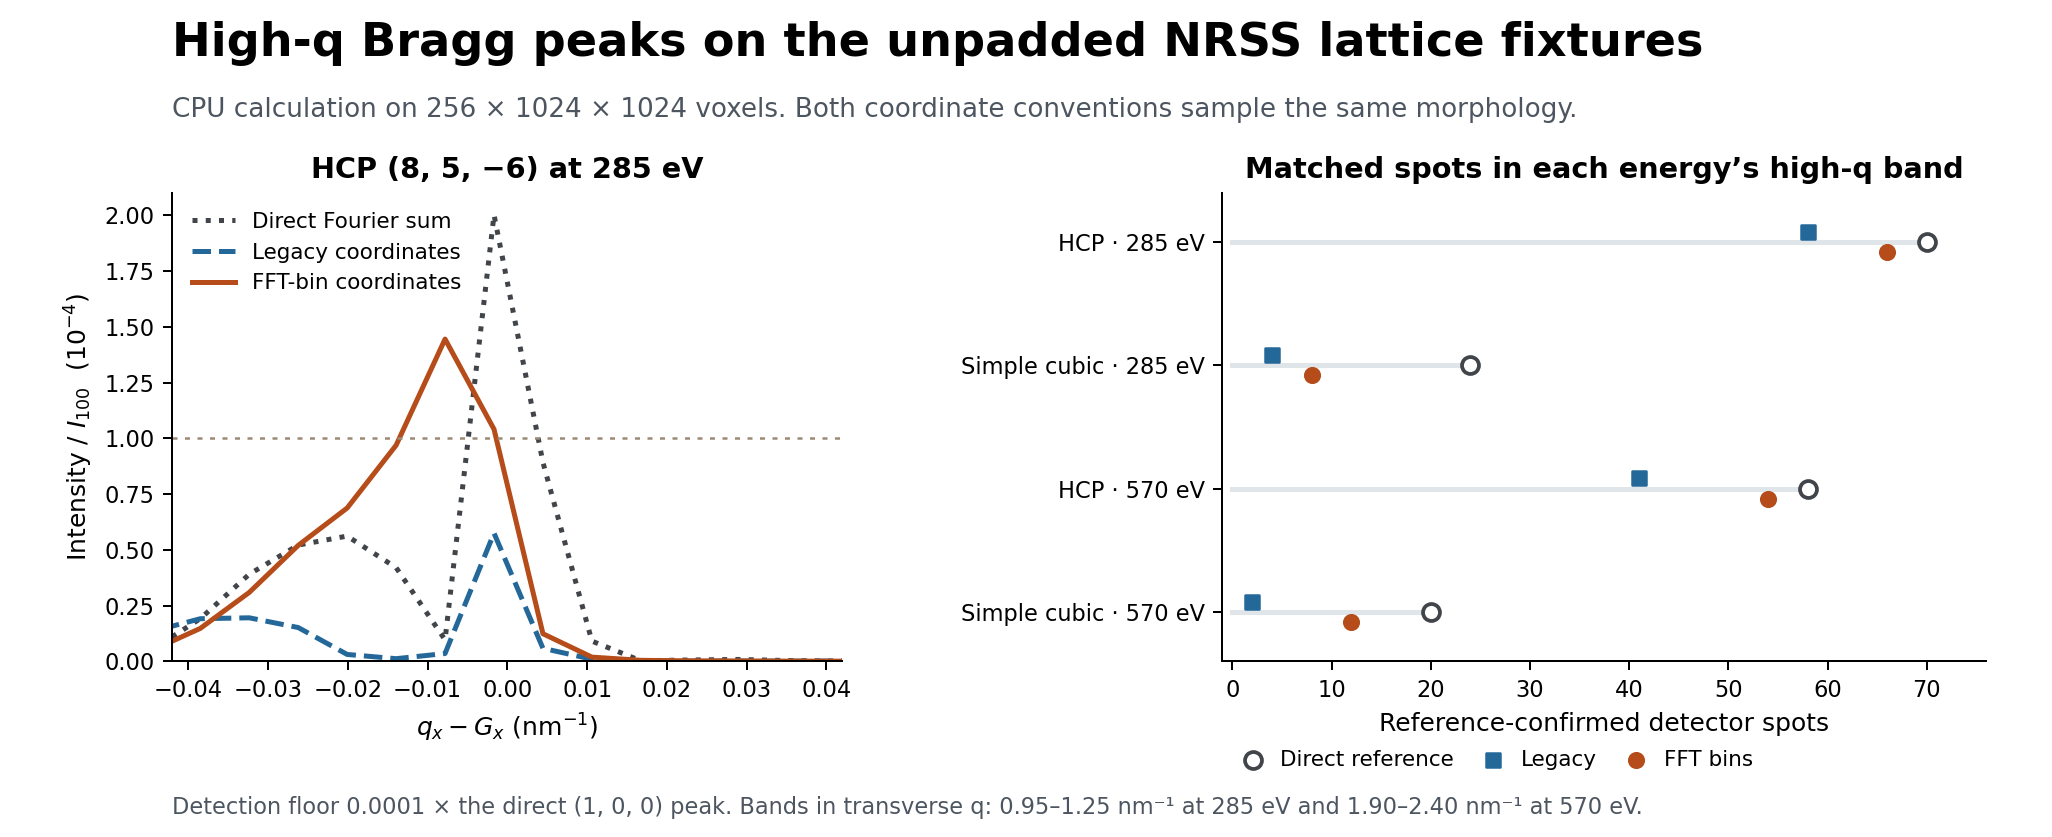 High-q Bragg peaks on the unpadded NRSS lattice fixtures
CPU calculation on 256 × 1024 × 1024 voxels. Both coordinate conventions sample the same morphology.
HCP (8, 5, −6) at 285 eV
Direct Fourier sum
Legacy coordinates
FFT-bin coordinates
Intensity / I₁₀₀ (10⁻⁴)
2.00
1.75
1.50
1.25
1.00
0.75
0.50
0.25
0.00
−0.04 −0.03 −0.02 −0.01 0.00 0.01 0.02 0.03 0.04
qₓ − Gₓ (nm⁻¹)
Matched spots in each energy’s high-q band
HCP · 285 eV
Simple cubic · 285 eV
HCP · 570 eV
Simple cubic · 570 eV
0 10 20 30 40 50 60 70
Reference-confirmed detector spots
Direct reference Legacy FFT bins
Detection floor 0.0001 × the direct (1, 0, 0) peak. Bands in transverse q: 0.95–1.25 nm⁻¹ at 285 eV and 1.90–2.40 nm⁻¹ at 570 eV.